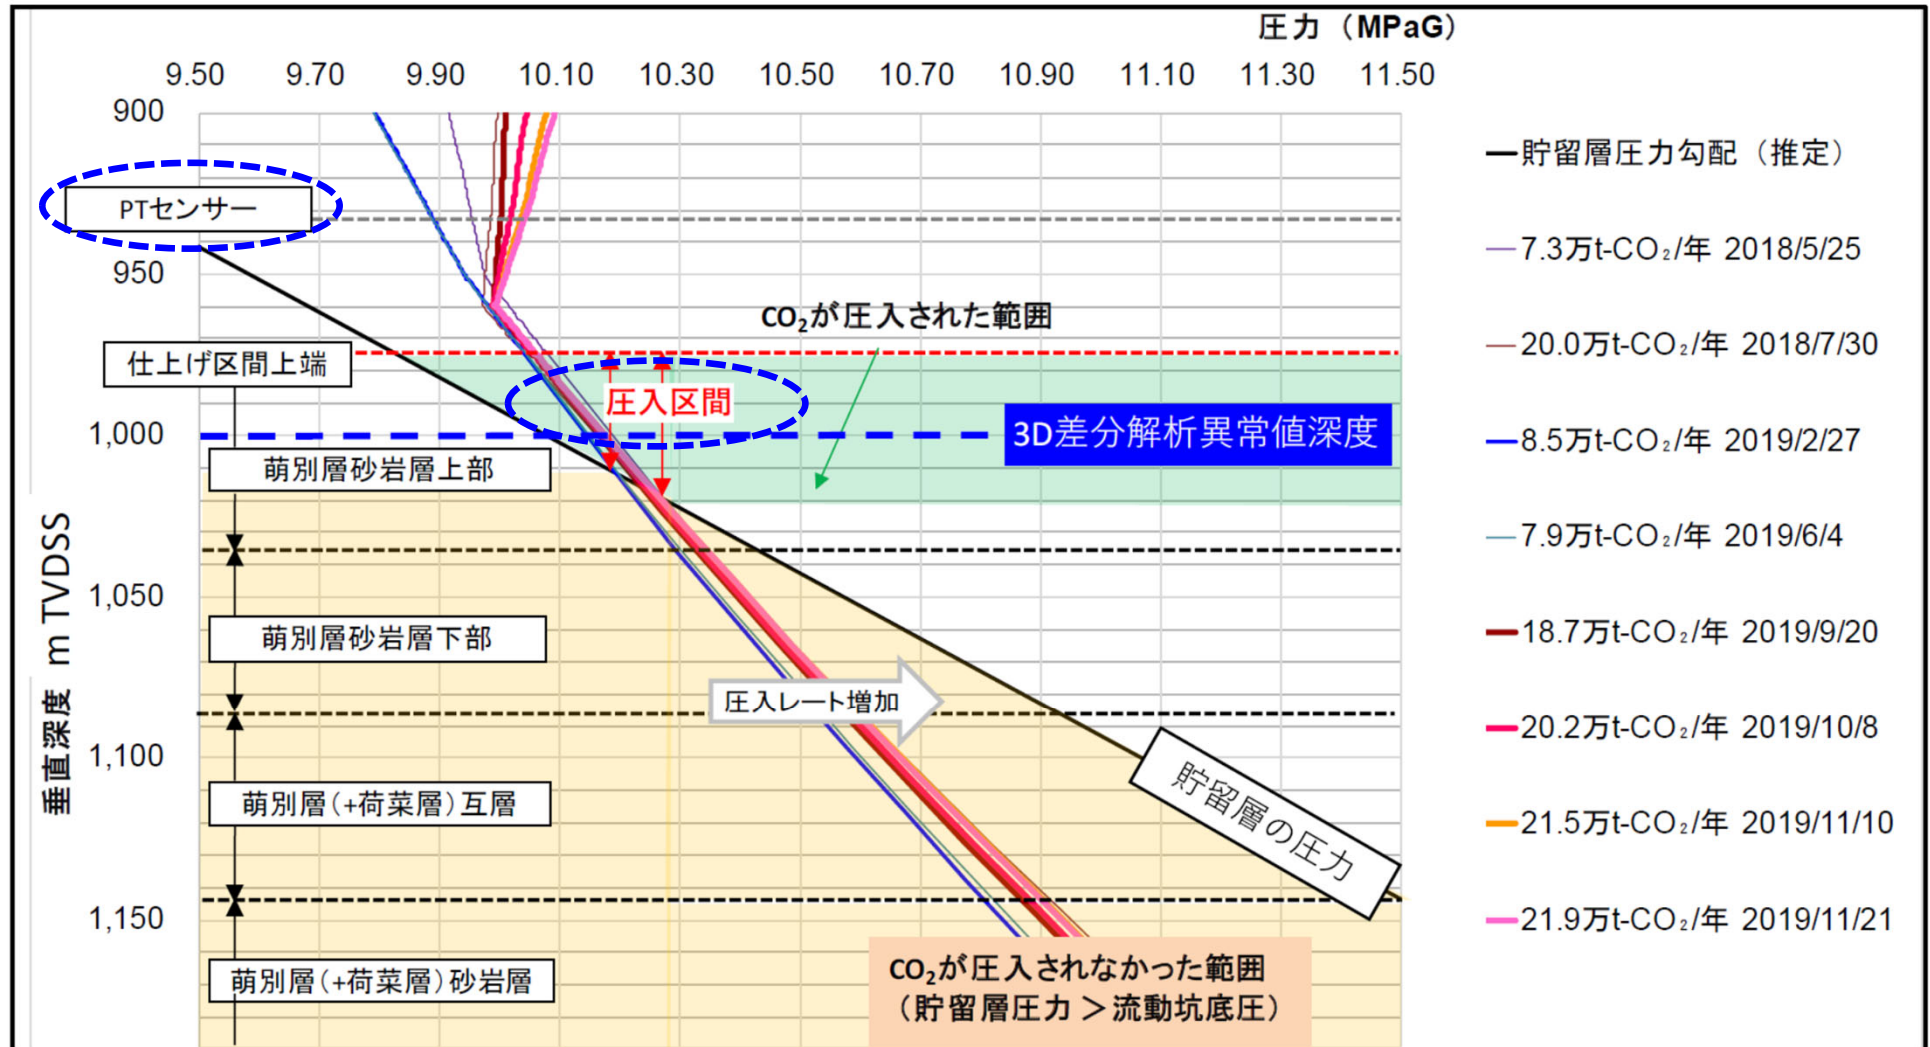 圧力（MPaG）
9.50 9.70 9.90 10.10 10.30 10.50 10.70 10.90 11.10 11.30 11.50
900
950
1,000
1,050
1,100
1,150
垂直深度 m TVDSS
PTセンサー
仕上げ区間上端
萌別層砂岩層上部
萌別層砂岩層下部
萌別層（+荷菜層）互層
萌別層（+荷菜層）砂岩層
CO₂が圧入された範囲
圧入区間
3D差分解析異常値深度
圧入レート増加
貯留層の圧力
CO₂が圧入されなかった範囲
（貯留層圧力＞流動坑底圧）
貯留層圧力勾配（推定）
7.3万t-CO₂/年 2018/5/25
20.0万t-CO₂/年 2018/7/30
8.5万t-CO₂/年 2019/2/27
7.9万t-CO₂/年 2019/6/4
18.7万t-CO₂/年 2019/9/20
20.2万t-CO₂/年 2019/10/8
21.5万t-CO₂/年 2019/11/10
21.9万t-CO₂/年 2019/11/21